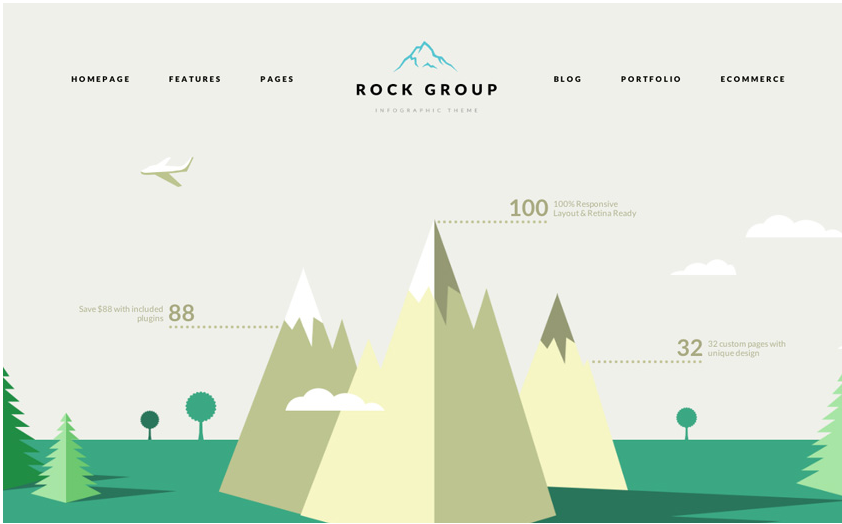 HOMEPAGE FEATURES PAGES
ROCK GROUP
INFOGRAPHIC THEME
BLOG PORTFOLIO ECOMMERCE
100 100% Responsive
Layout & Retina Ready
Save $88 with included
plugins 88
32 32 custom pages with
unique design